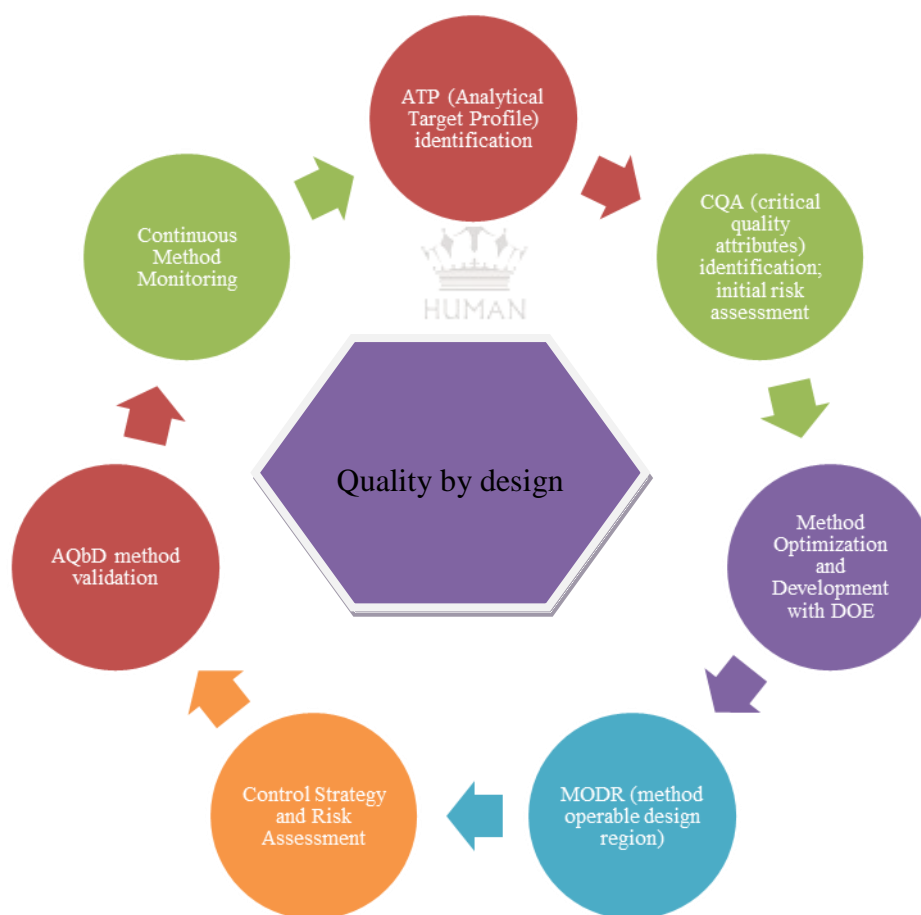 ATP (Analytical
Target Profile)
identification
CQA (critical
quality
attributes)
identification;
initial risk
assessment
Method
Optimization
and
Development
with DOE
MODR (method
operable design
region)
Control Strategy
and Risk
Assessment
AQbD method
validation
Continuous
Method
Monitoring
HUMAN
Quality by design